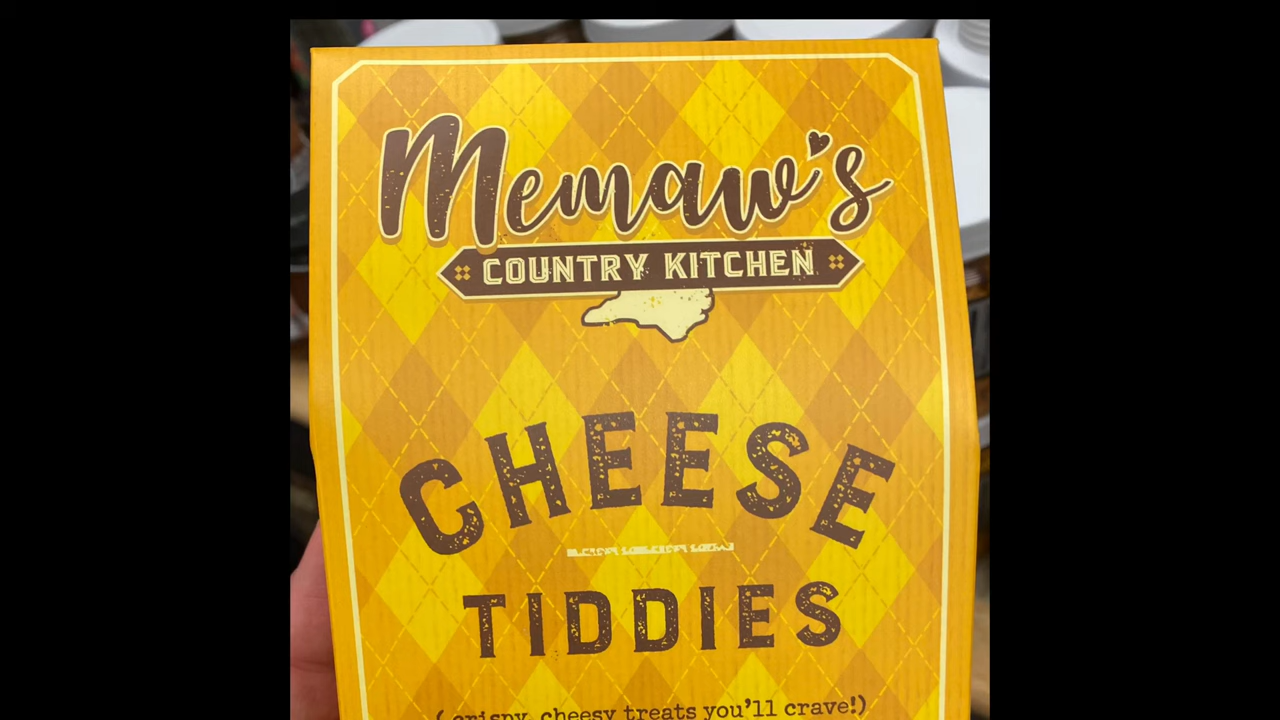 Memaw's
COUNTRY KITCHEN
CHEESE
TIDDIES
(crispy, cheesy treats you'll crave!)